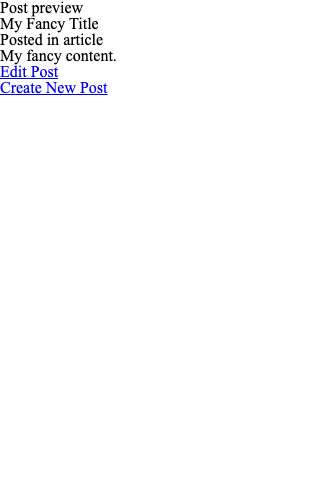 Post preview
My Fancy Title
Posted in article
My fancy content.
Edit Post
Create New Post